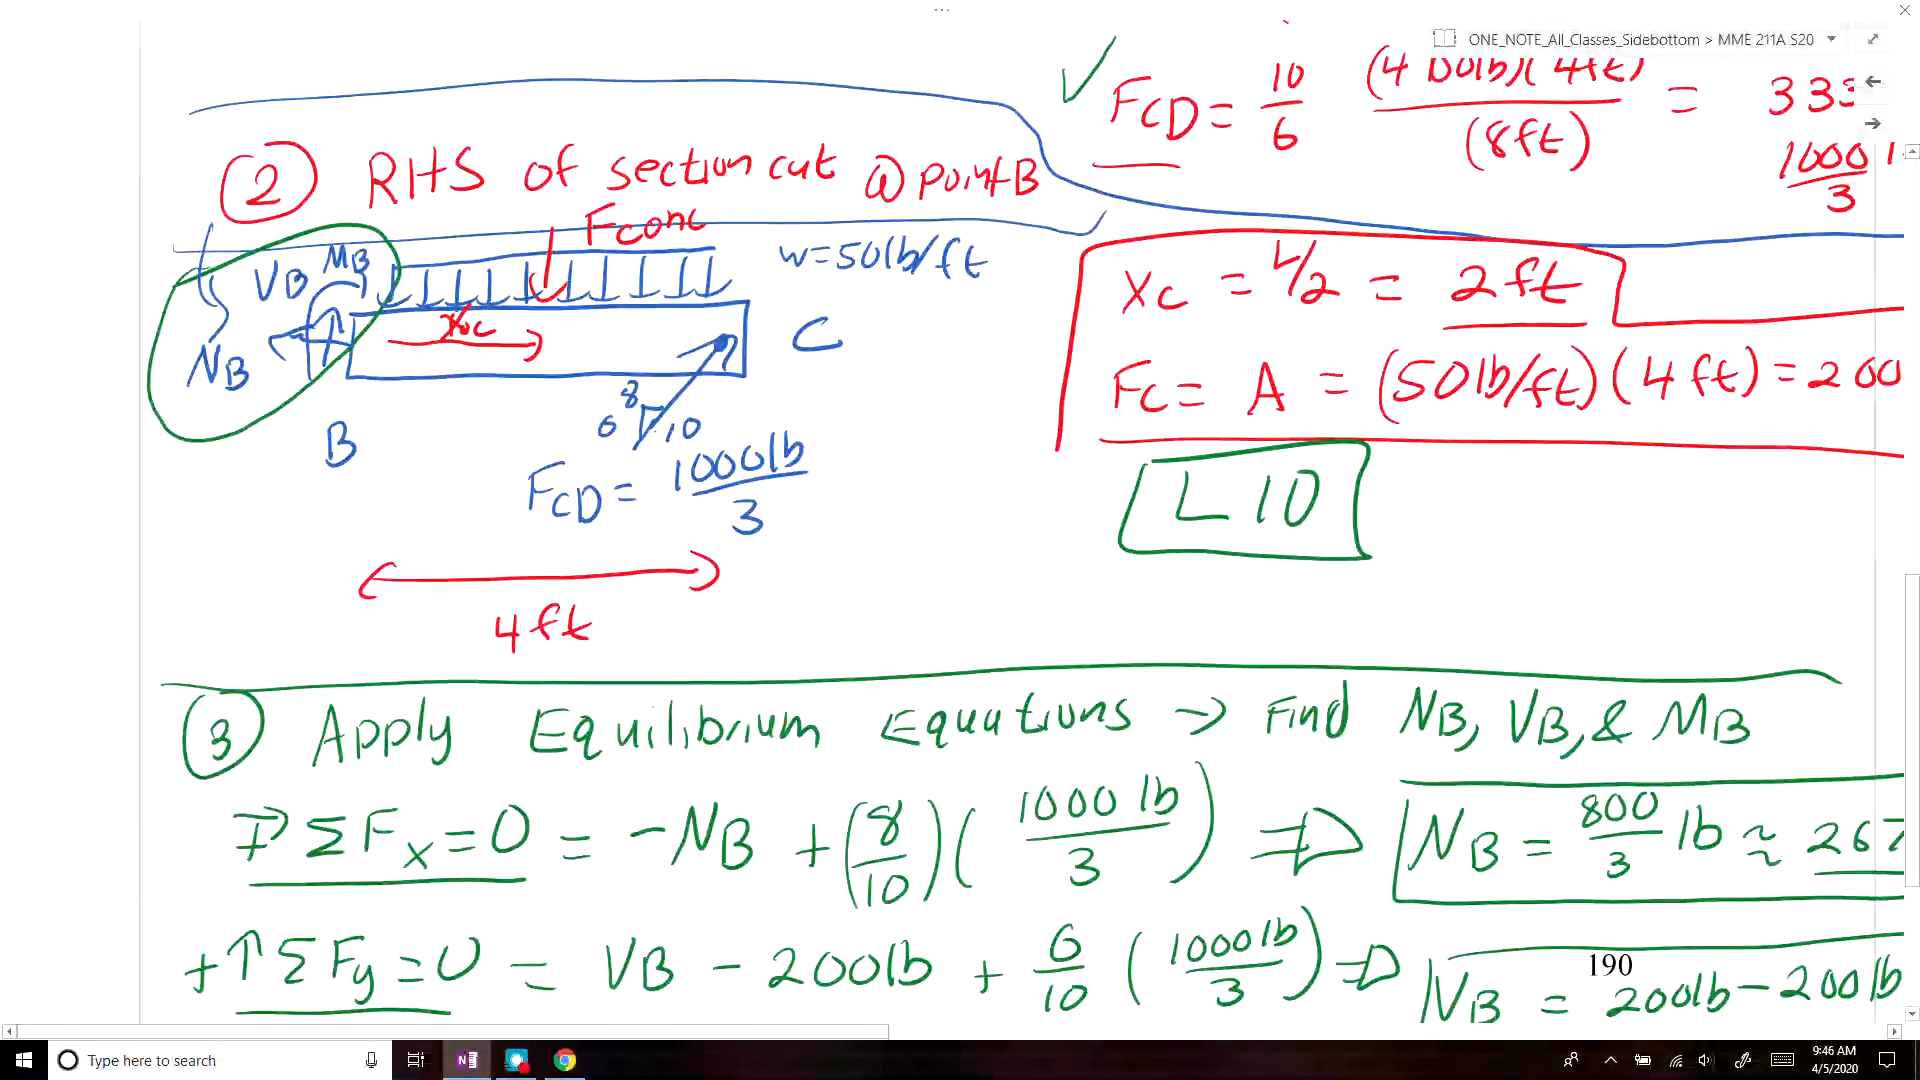 ONE_NOTE_All_Classes_Sidebottom > MME 211A S20
FCD = 10/6 (400lb)(4ft)/(8ft) = 333
1000/3
2 RHS of section cut @ point B
Fconc
w=50lb/ft
VB MB
NB
xc
C
B
8
6 10
FCD = 1000lb/3
4ft
xc = L/2 = 2ft
Fc = A = (50lb/ft)(4ft) = 200
L10
3 Apply Equilibrium Equations → Find NB, VB, & MB
+→ ΣFx=0 = -NB + (8/10)(1000 lb/3) ⇒ NB = 800/3 lb ≈ 267
+↑ΣFy=0 = VB - 200lb + 6/10 (1000lb/3) ⇒ VB = 200lb-200lb
190
Type here to search
9:46 AM
4/5/2020